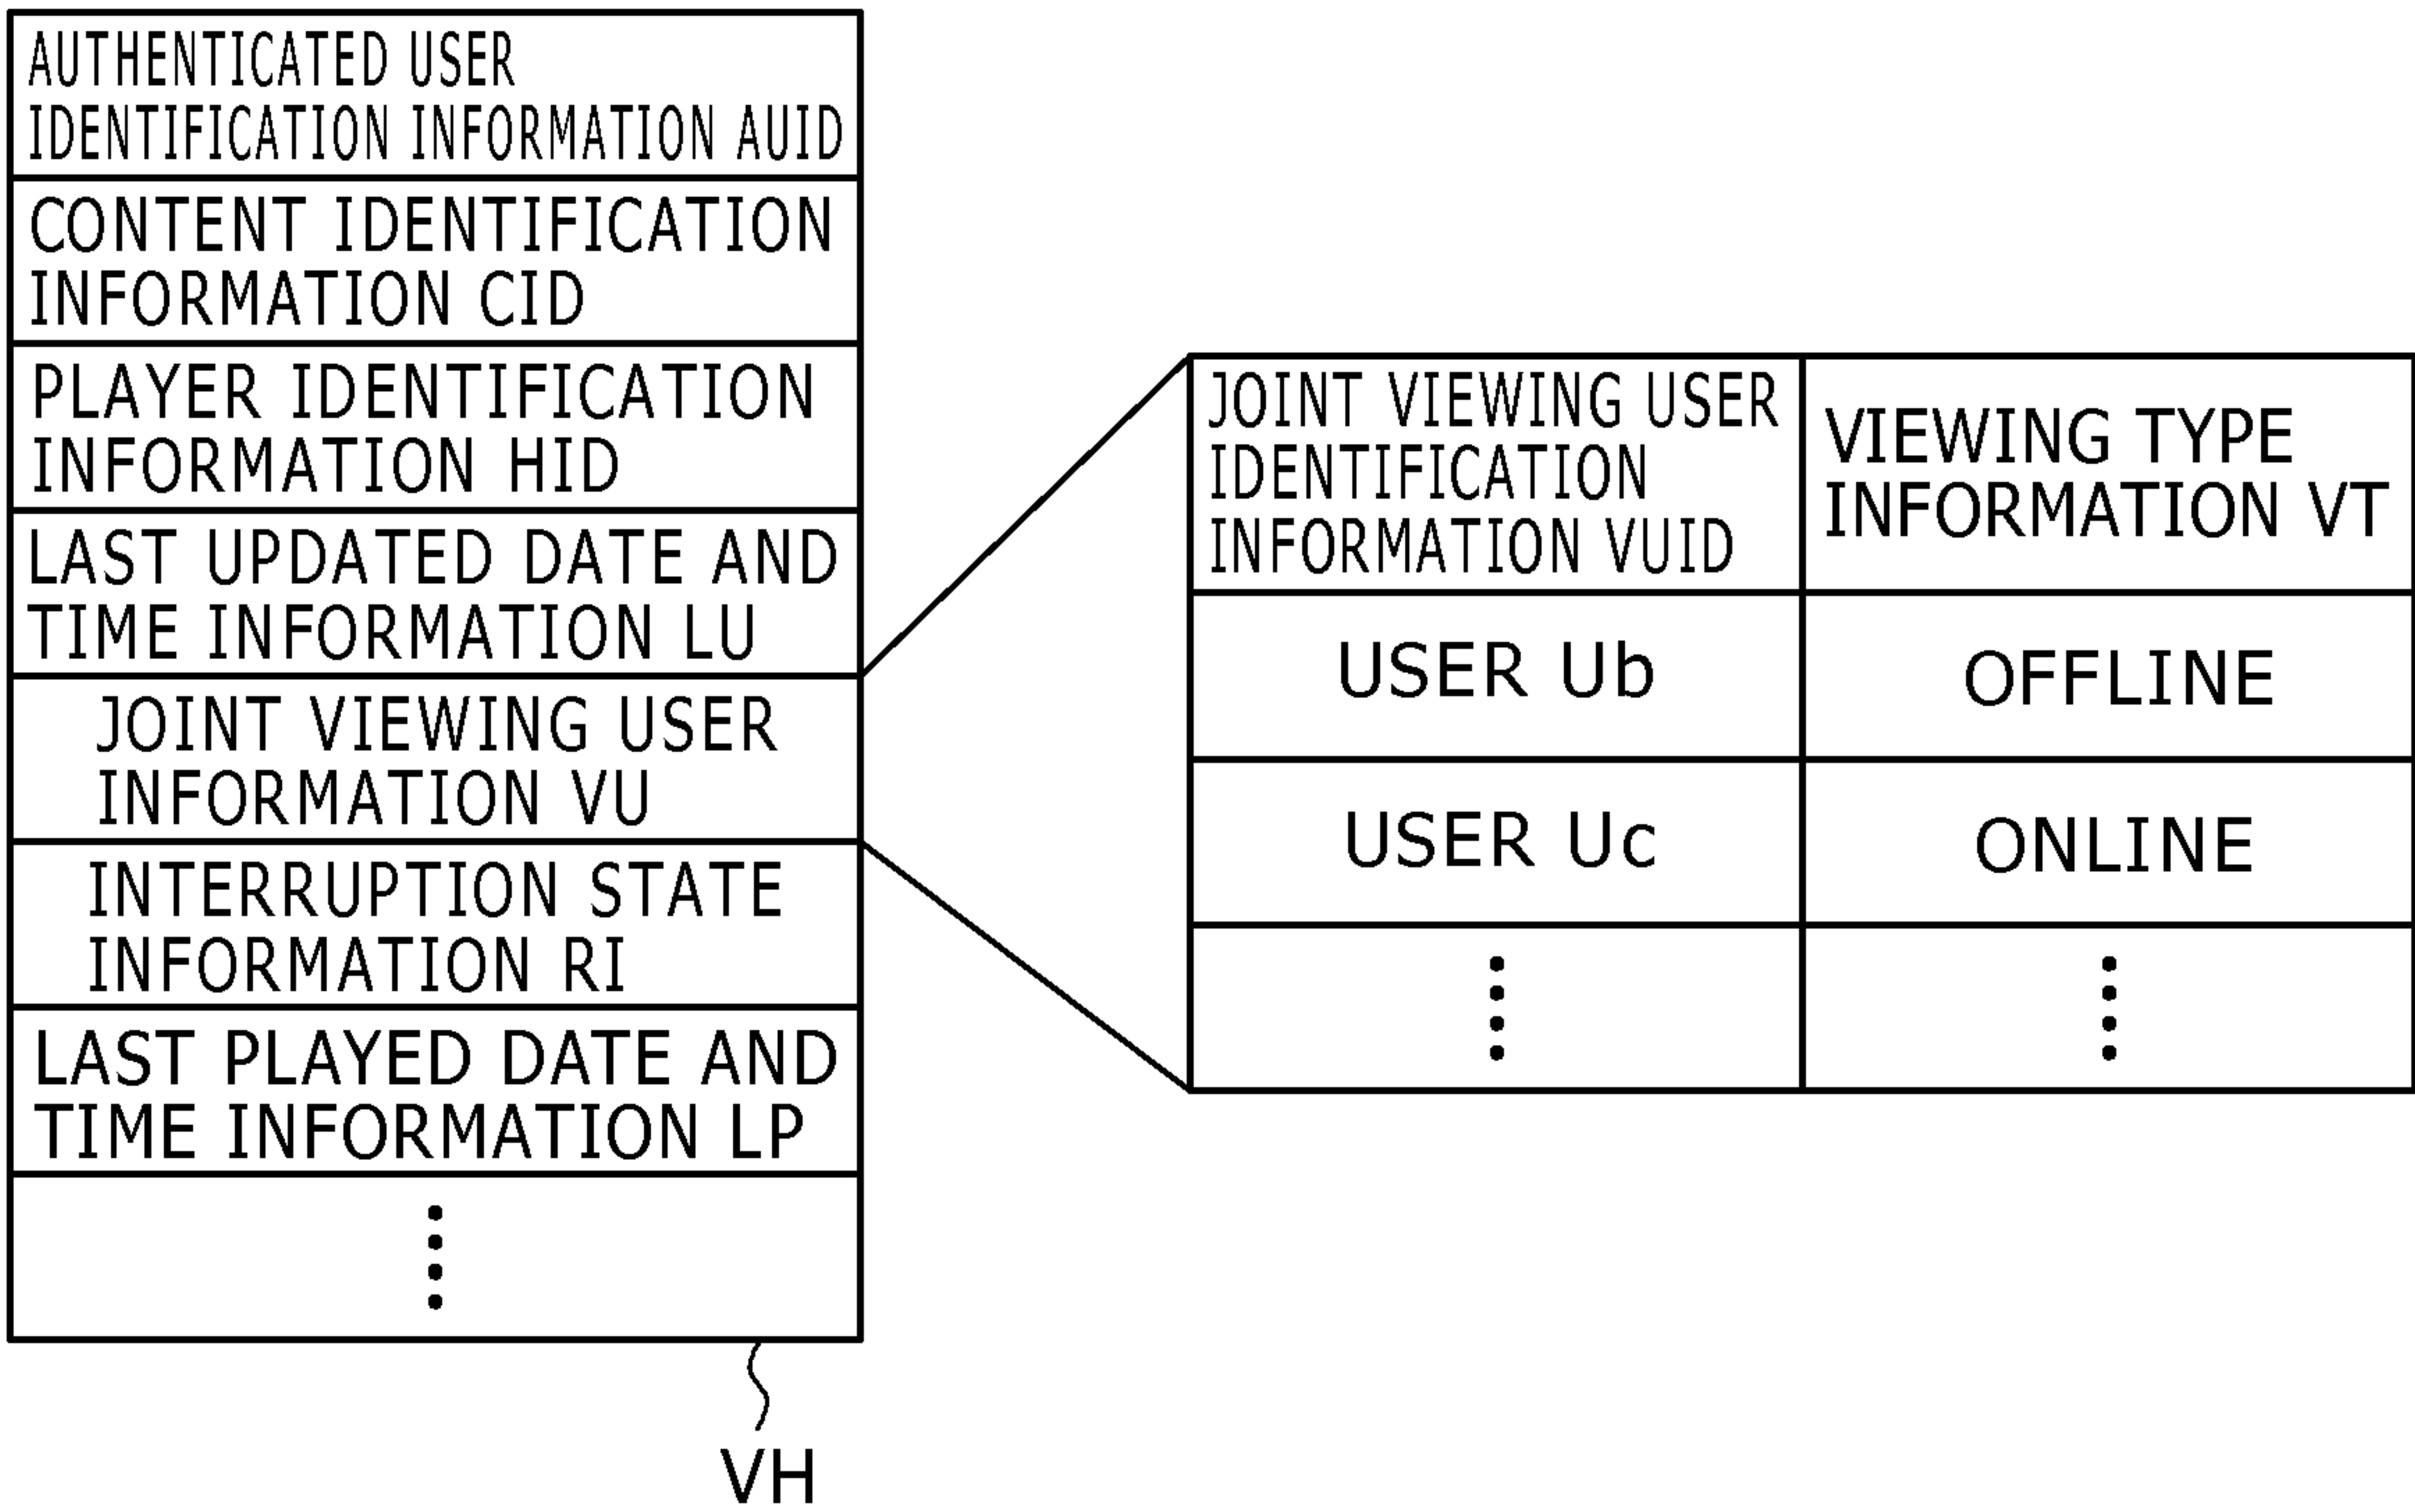 AUTHENTICATED USER
IDENTIFICATION INFORMATION AUID
CONTENT IDENTIFICATION
INFORMATION CID
PLAYER IDENTIFICATION
INFORMATION HID
LAST UPDATED DATE AND
TIME INFORMATION LU
JOINT VIEWING USER
INFORMATION VU
INTERRUPTION STATE
INFORMATION RI
LAST PLAYED DATE AND
TIME INFORMATION LP
VH
JOINT VIEWING USER
IDENTIFICATION
INFORMATION VUID
VIEWING TYPE
INFORMATION VT
USER Ub
OFFLINE
USER Uc
ONLINE